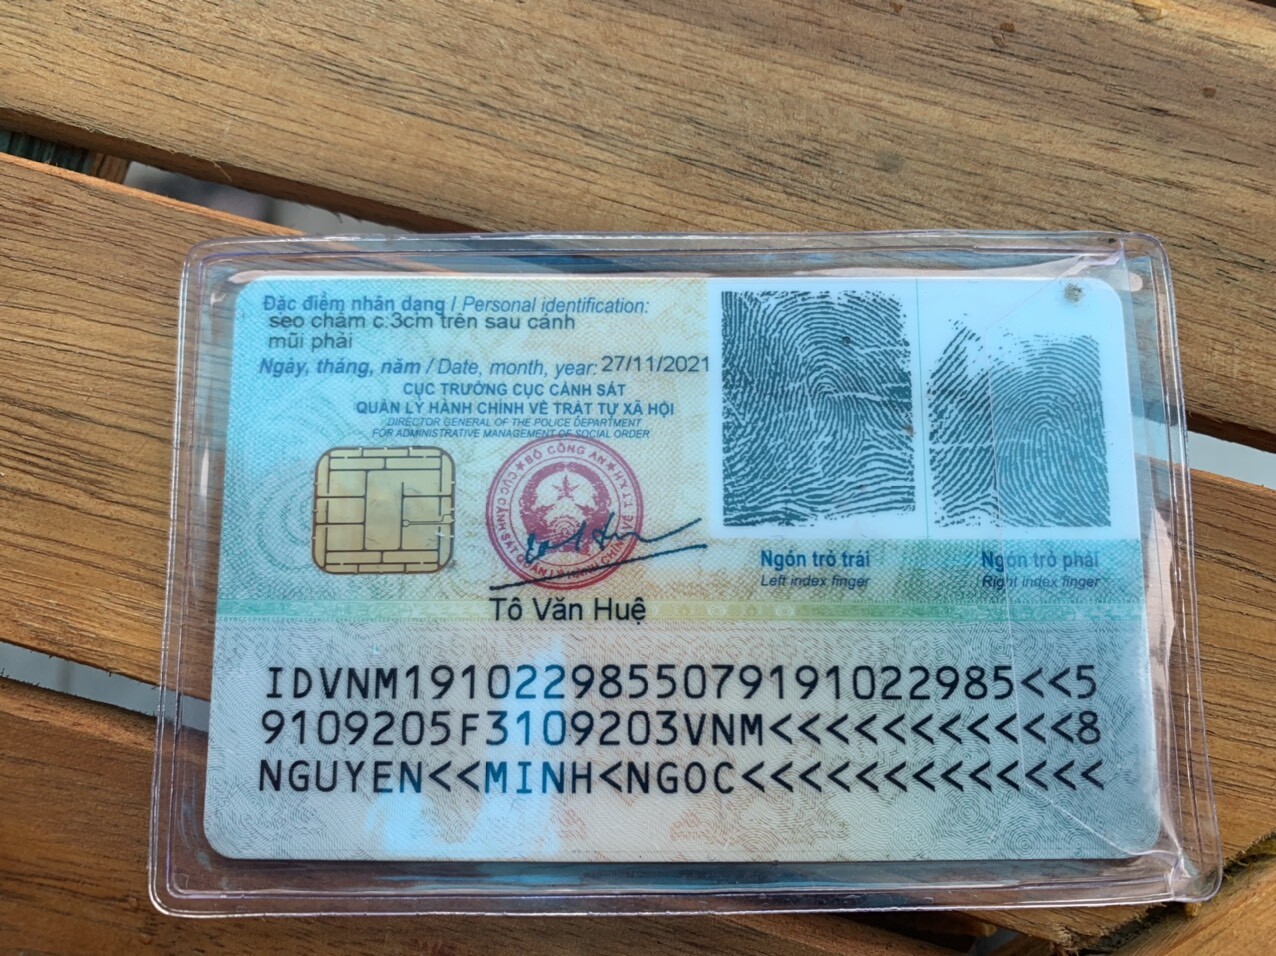 Đặc điểm nhân dạng / Personal identification:
sẹo chấm c:3cm trên sau cánh
mũi phải
Ngày, tháng, năm / Date, month, year: 27/11/2021
CỤC TRƯỞNG CỤC CẢNH SÁT
QUẢN LÝ HÀNH CHÍNH VỀ TRẬT TỰ XÃ HỘI
DIRECTOR GENERAL OF THE POLICE DEPARTMENT
FOR ADMINISTRATIVE MANAGEMENT OF SOCIAL ORDER
BỘ CÔNG AN
Tô Văn Huệ
Ngón trỏ trái
Left index finger
Ngón trỏ phải
Right index finger
IDVNM1910229855079191022985<<5
9109205F3109203VNM<<<<<<<<<<<8
NGUYEN<<MINH<NGOC<<<<<<<<<<<<<